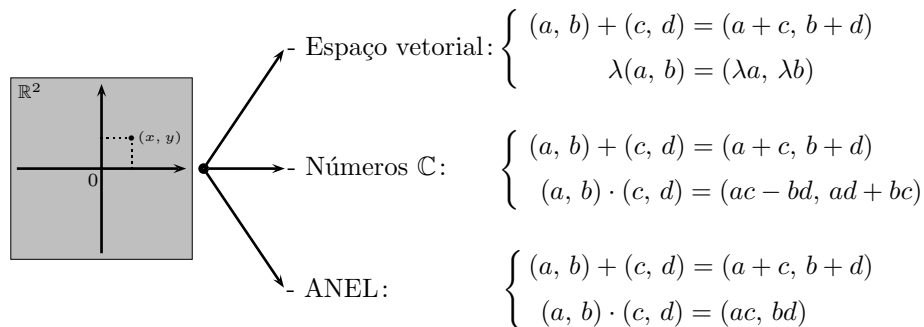 ℝ²
(x, y)
0
- Espaço vetorial: { (a, b) + (c, d) = (a + c, b + d)
λ(a, b) = (λa, λb)
- Números ℂ: { (a, b) + (c, d) = (a + c, b + d)
(a, b) · (c, d) = (ac − bd, ad + bc)
- ANEL: { (a, b) + (c, d) = (a + c, b + d)
(a, b) · (c, d) = (ac, bd)